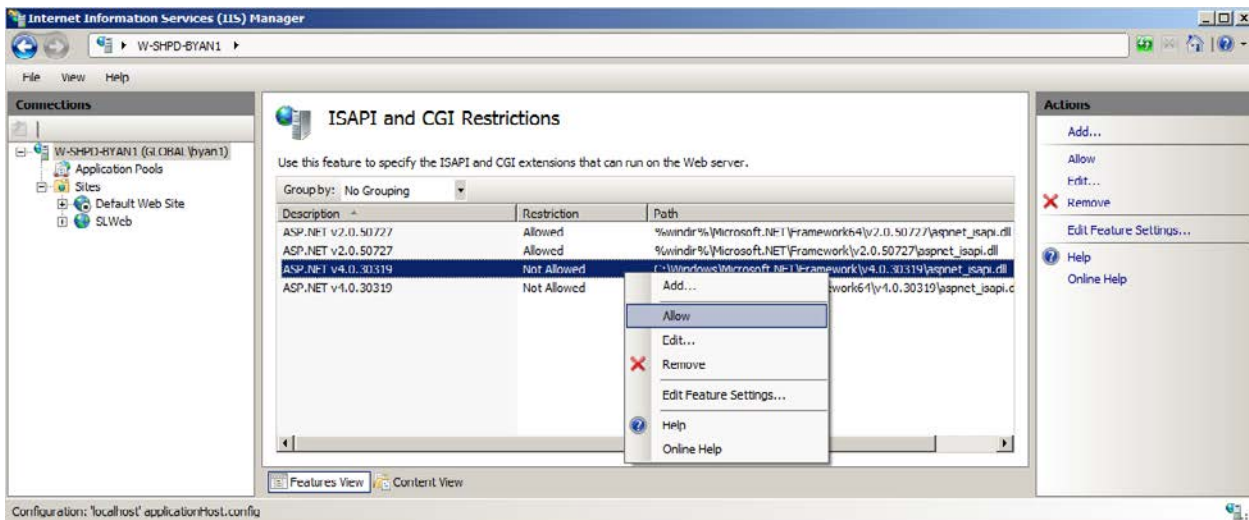 Internet Information Services (IIS) Manager
W-SHPD-BYAN1
File View Help
Connections
W-SHPD-BYAN1 (GLOBAL\byan1)
Application Pools
Sites
Default Web Site
SLWeb
ISAPI and CGI Restrictions
Use this feature to specify the ISAPI and CGI extensions that can run on the Web server.
Group by: No Grouping
Description Restriction Path
ASP.NET v2.0.50727 Allowed %windir%\Microsoft.NET\Framework64\v2.0.50727\aspnet_isapi.dll
ASP.NET v2.0.50727 Allowed %windir%\Microsoft.NET\Framework\v2.0.50727\aspnet_isapi.dll
ASP.NET v4.0.30319 Not Allowed C:\Windows\Microsoft.NET\Framework\v4.0.30319\aspnet_isapi.dll
ASP.NET v4.0.30319 Not Allowed ework64\v4.0.30319\aspnet_isapi.d
Add...
Allow
Edit...
Remove
Edit Feature Settings...
Help
Online Help
Features View Content View
Actions
Add...
Allow
Edit...
Remove
Edit Feature Settings...
Help
Online Help
Configuration: 'localhost' applicationHost.config